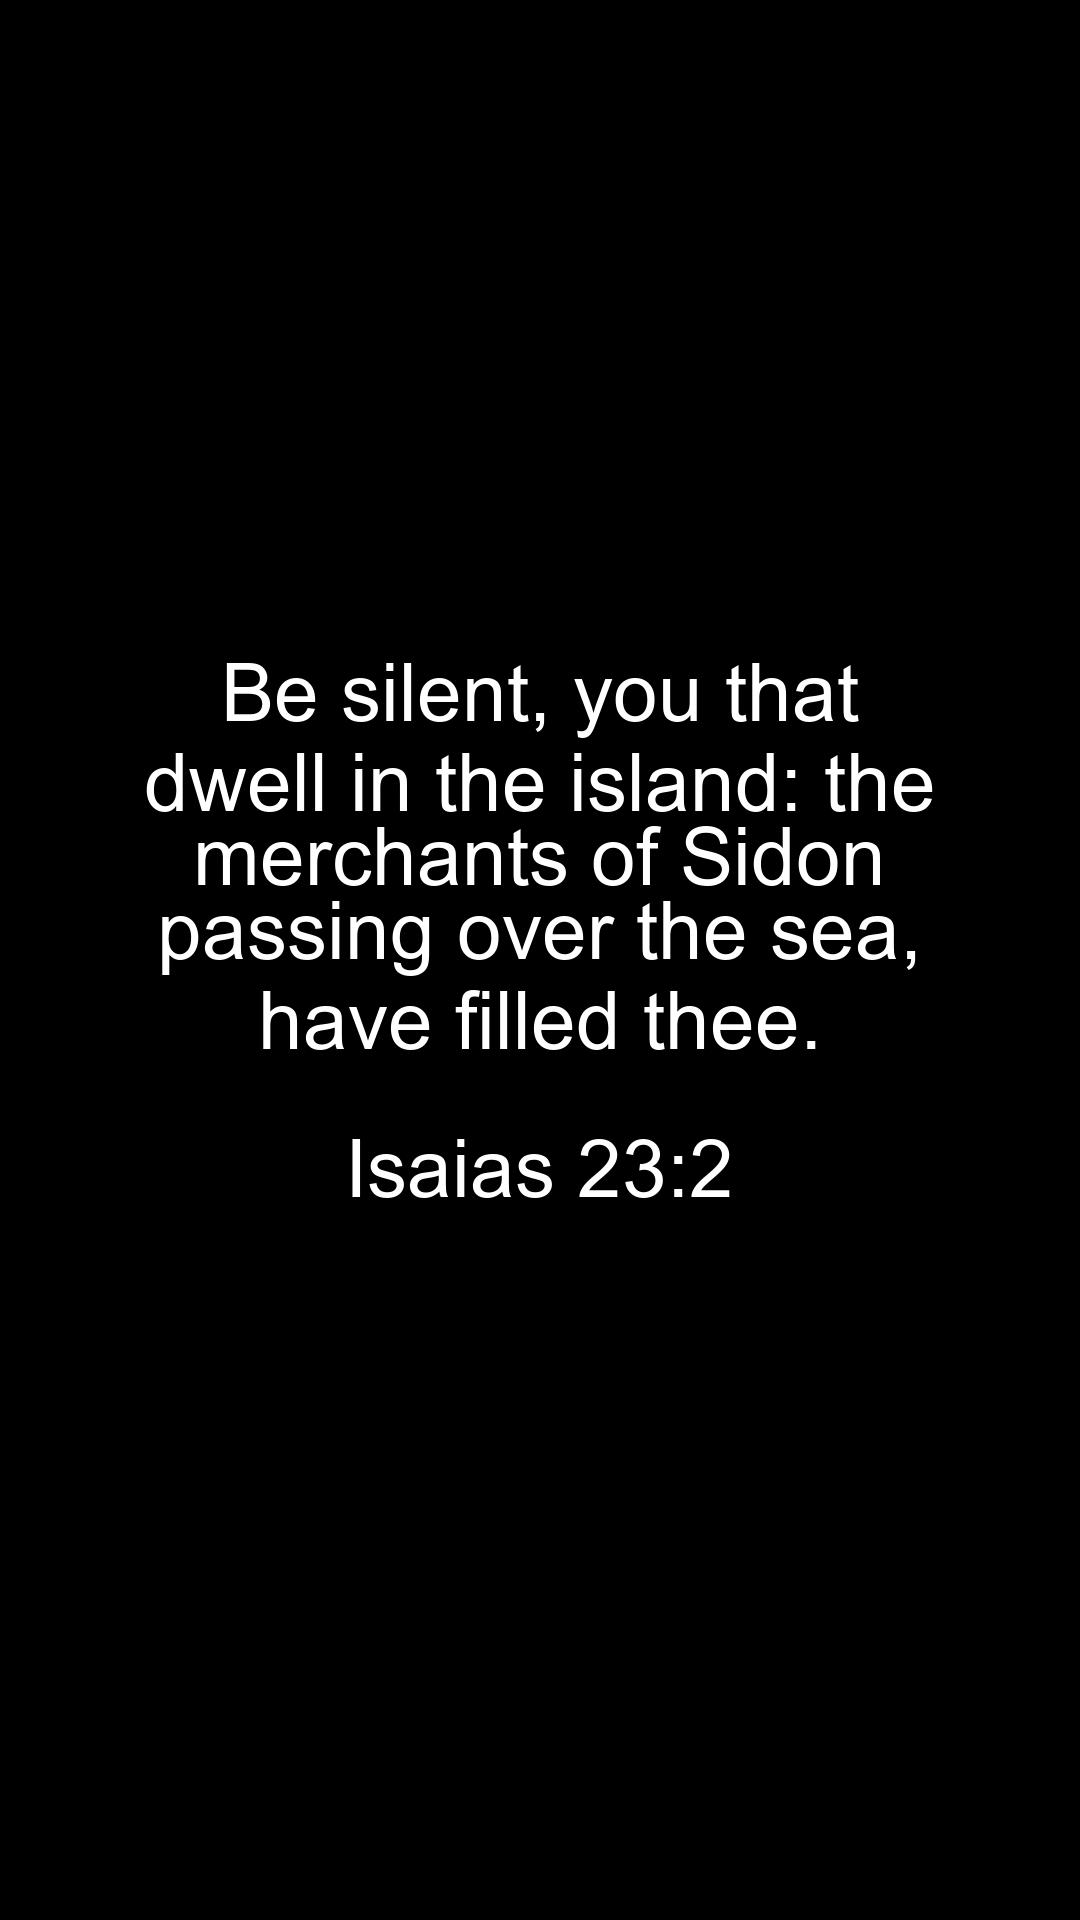 Be silent, you that
dwell in the island: the
merchants of Sidon
passing over the sea,
have filled thee.
Isaias 23:2